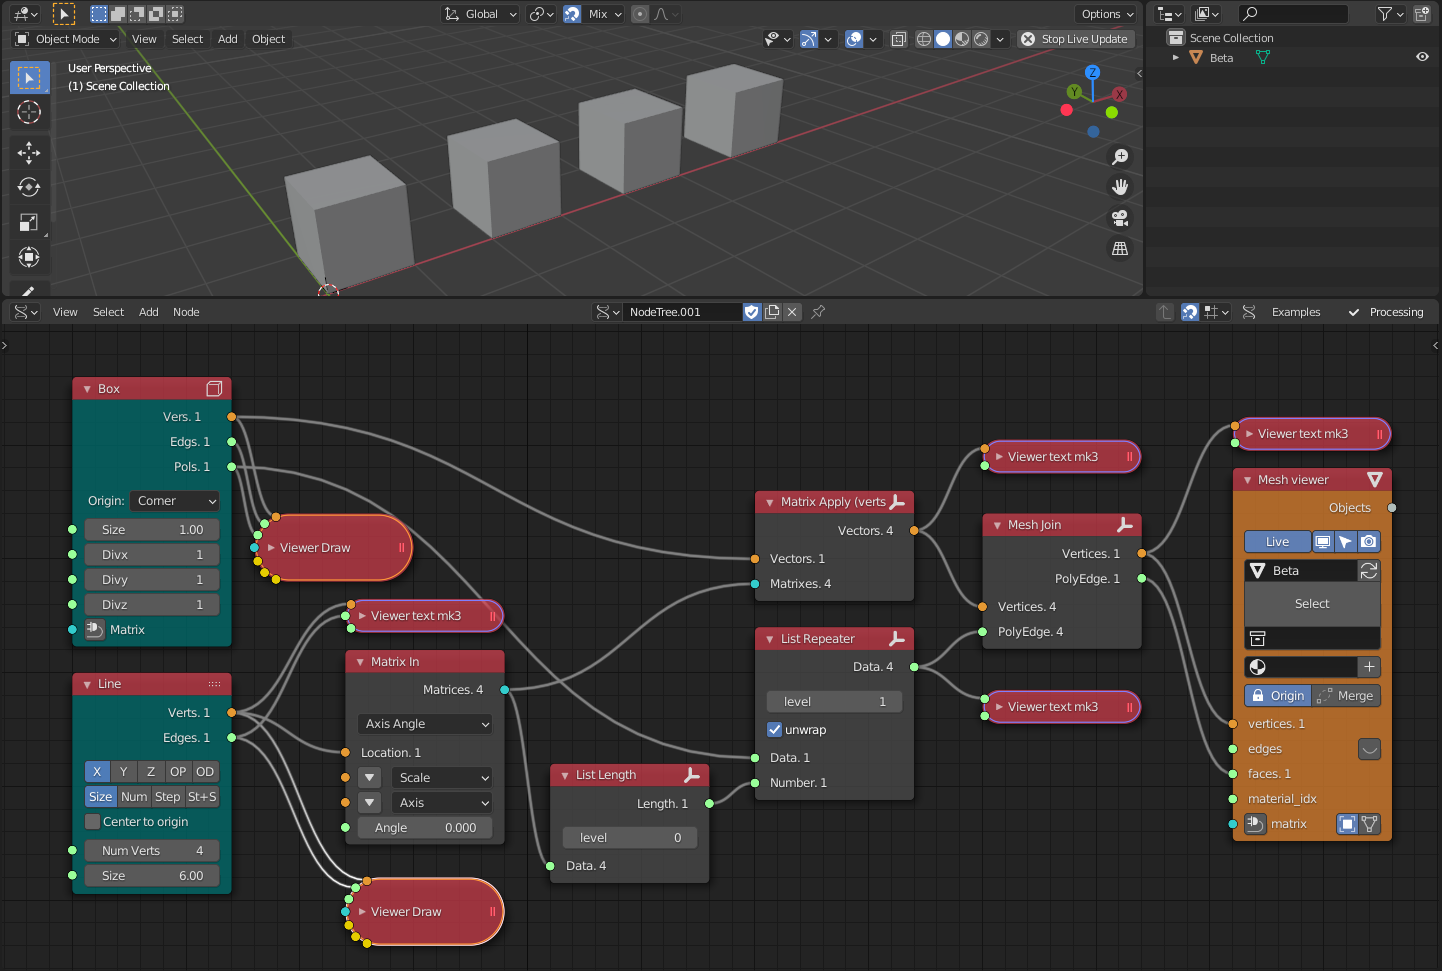 Global
Mix
Options
Object Mode
View
Select
Add
Object
Stop Live Update
Scene Collection
Beta
User Perspective
(1) Scene Collection
Z
Y
X
View
Select
Add
Node
NodeTree.001
Examples
Processing
Box
Vers. 1
Edgs. 1
Pols. 1
Origin: Corner
Size 1.00
Divx 1
Divy 1
Divz 1
Matrix
Viewer Draw
Viewer text mk3
Line
Verts. 1
Edges. 1
X Y Z OP OD
Size Num Step St+S
Center to origin
Num Verts 4
Size 6.00
Matrix In
Matrices. 4
Axis Angle
Location. 1
Scale
Axis
Angle 0.000
Viewer Draw
List Length
Length. 1
level 0
Data. 4
Matrix Apply (verts
Vectors. 4
Vectors. 1
Matrixes. 4
List Repeater
Data. 4
level 1
unwrap
Data. 1
Number. 1
Viewer text mk3
Mesh Join
Vertices. 1
PolyEdge. 1
Vertices. 4
PolyEdge. 4
Viewer text mk3
Viewer text mk3
Mesh viewer
Objects
Live
Beta
Select
Origin Merge
vertices. 1
edges
faces. 1
material_idx
matrix